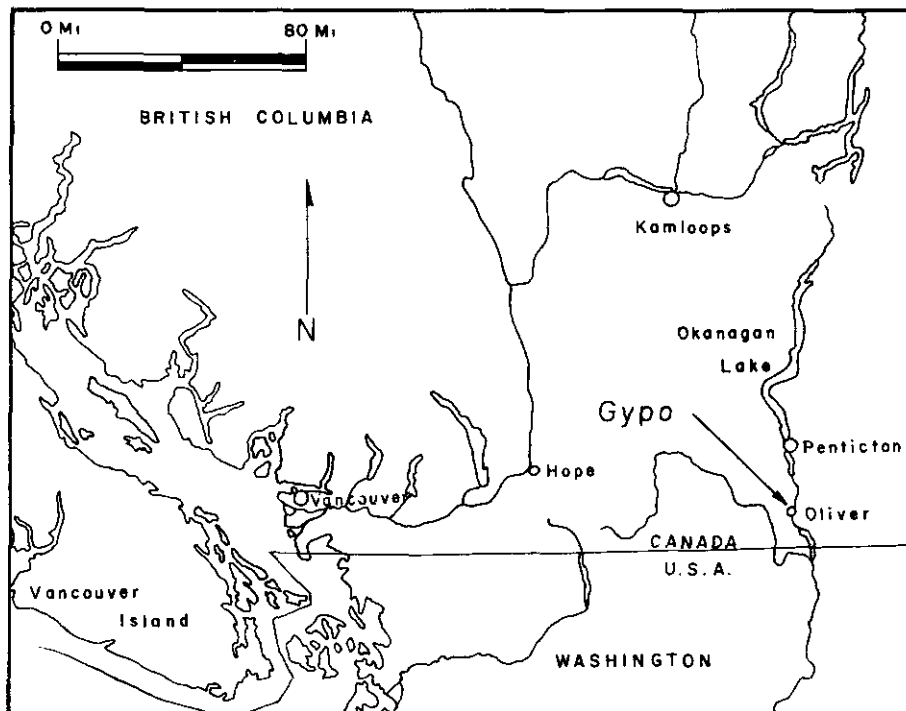 0 MI 80 MI
BRITISH COLUMBIA
N
Kamloops
Okanagan
Lake
Gypo
Penticton
Hope
Vancouver
Oliver
CANADA
U.S.A.
Vancouver
Island
WASHINGTON